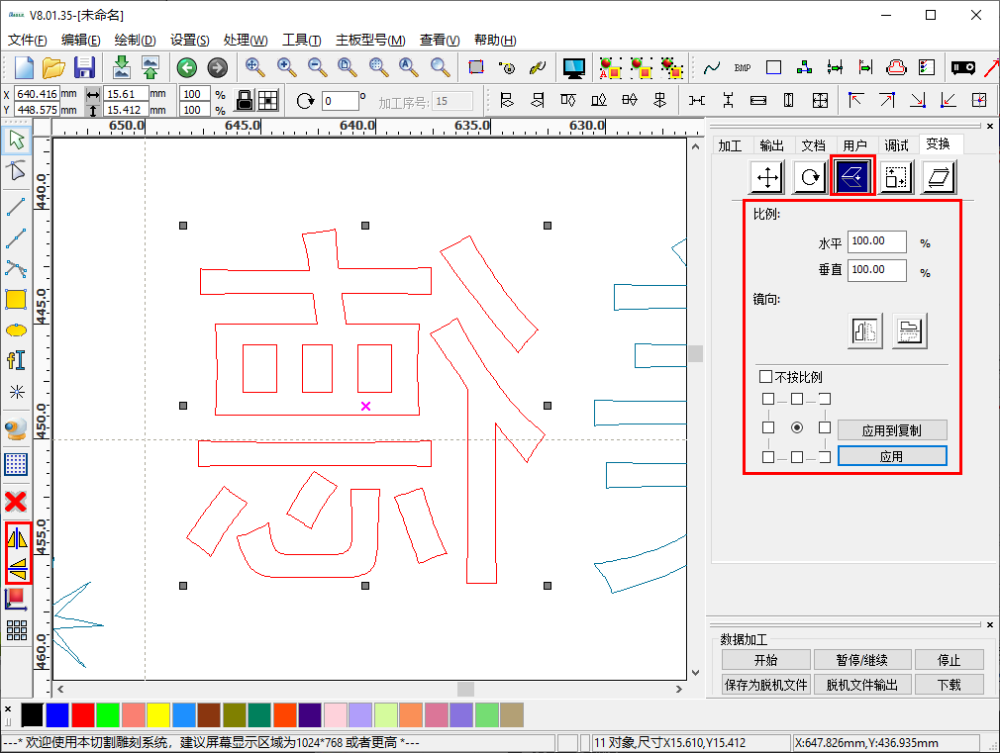 V8.01.35-[未命名]
文件(F) 编辑(E) 绘制(D) 设置(S) 处理(W) 工具(T) 主板型号(M) 查看(V) 帮助(H)
BMP
X 640.416 mm 15.61 mm 100 % 0 ° 加工序号: 15
Y 448.575 mm 15.412 mm 100 %
650.0 645.0 640.0 635.0 630.0
440.0
445.0
450.0
455.0
460.0
德
加工 输出 文档 用户 调试 变换
比例:
水平 100.00 %
垂直 100.00 %
镜向:
不按比例
应用到复制
应用
数据加工
开始 暂停/继续 停止
保存为脱机文件 脱机文件输出 下载
---* 欢迎使用本切割雕刻系统，建议屏幕显示区域为1024*768 或者更高 *--- 11 对象,尺寸X15.610,Y15.412 X:647.826mm,Y:436.935mm